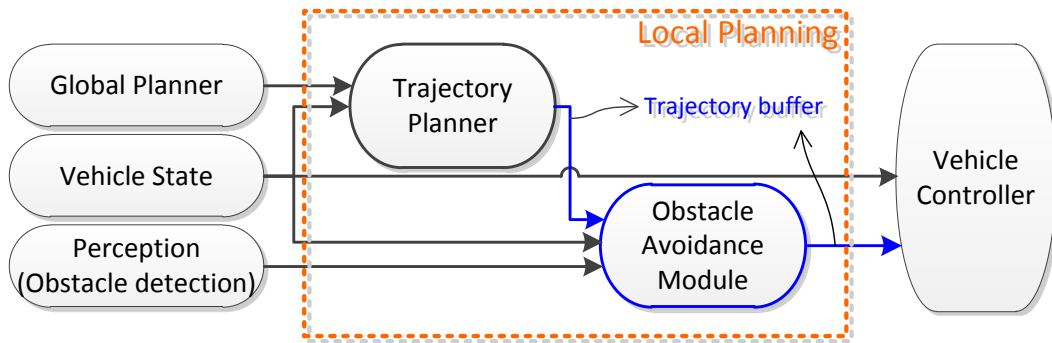 Local Planning
Global Planner
Trajectory
Planner
Trajectory buffer
Vehicle State
Vehicle
Controller
Perception
(Obstacle detection)
Obstacle
Avoidance
Module